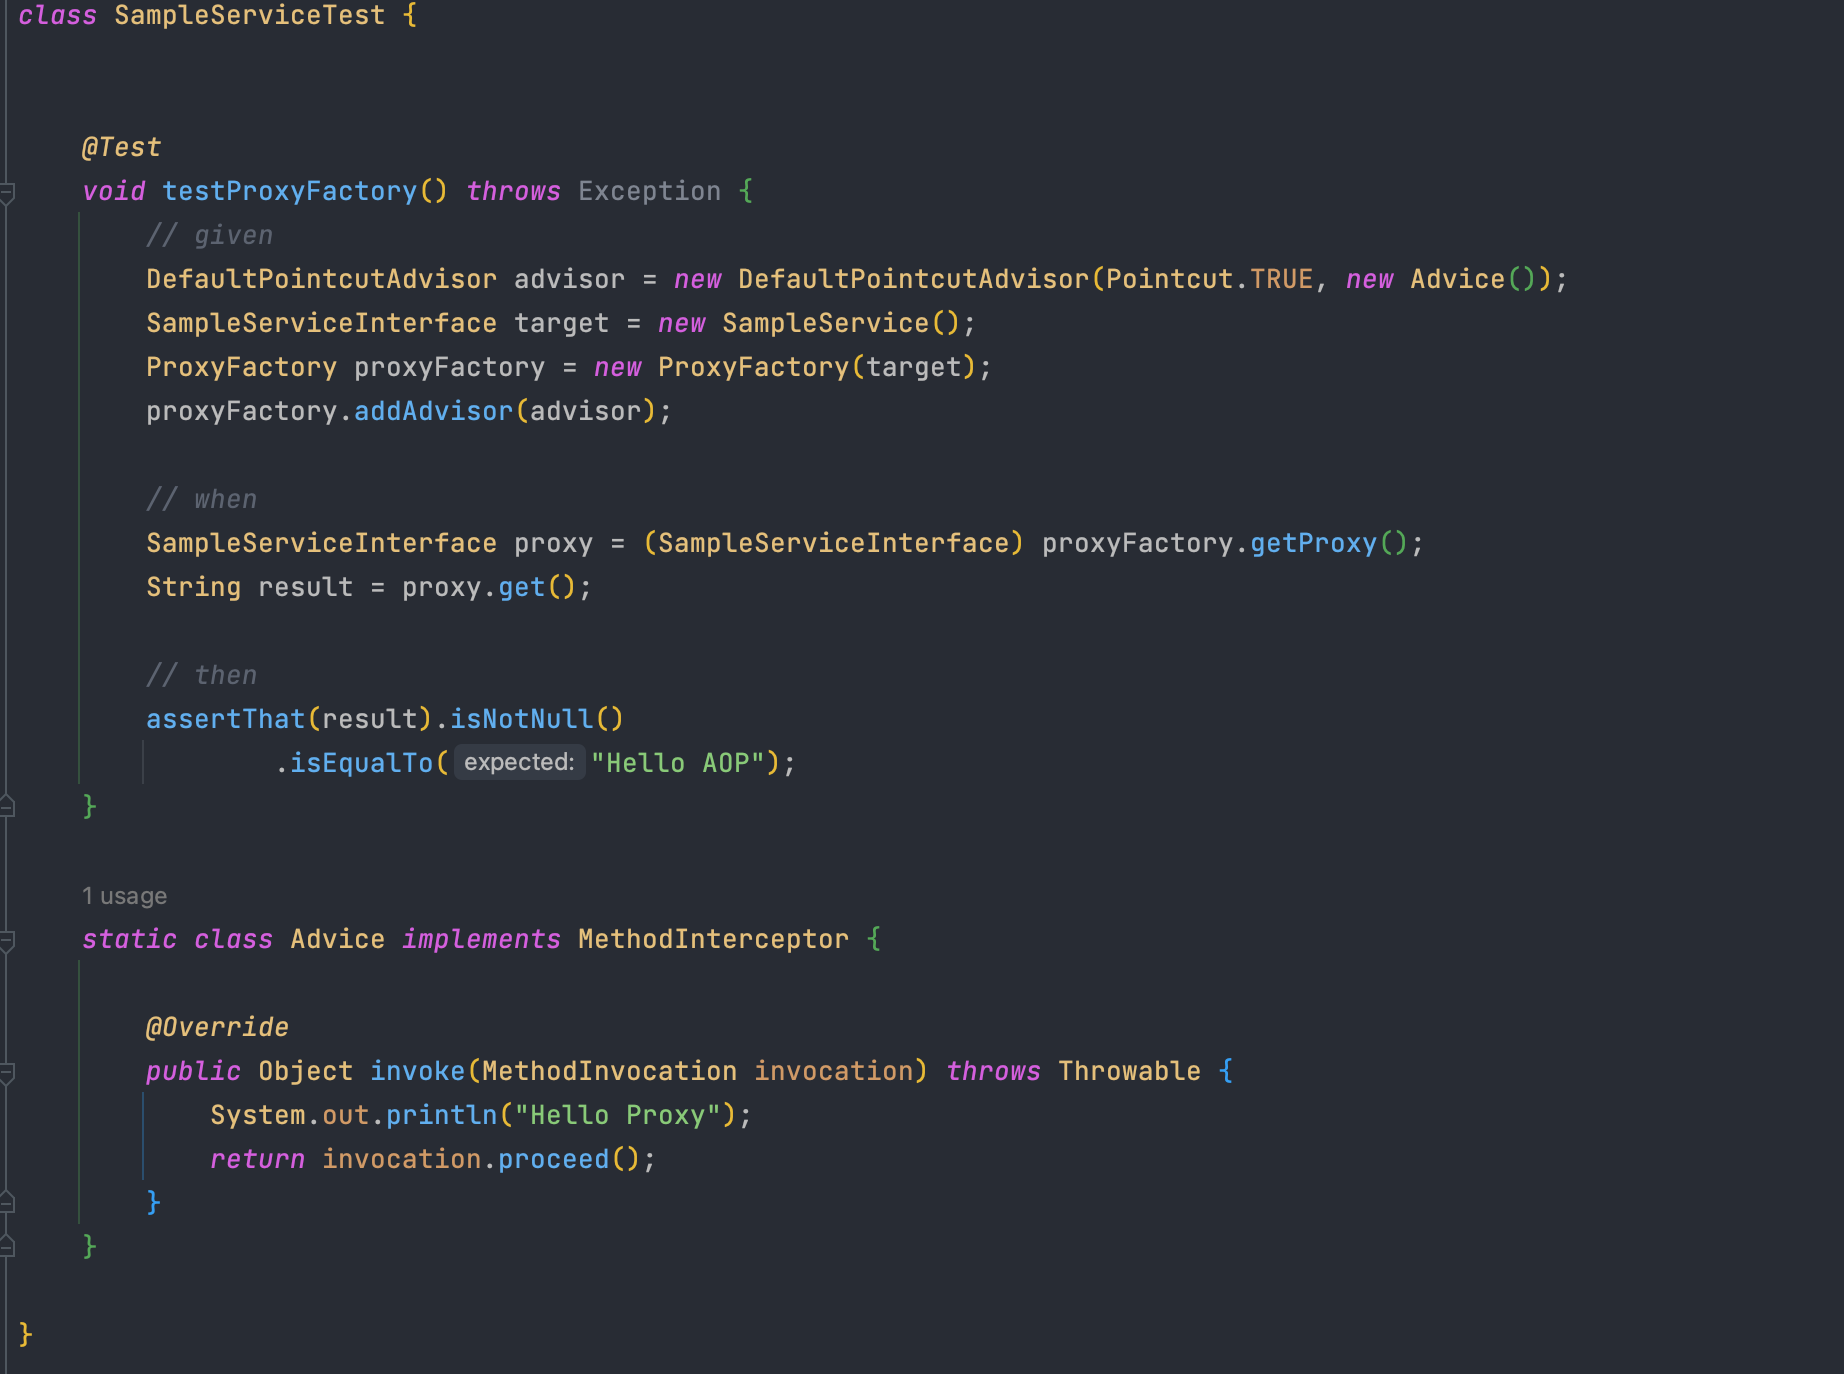 class SampleServiceTest {
@Test
void testProxyFactory() throws Exception {
// given
DefaultPointcutAdvisor advisor = new DefaultPointcutAdvisor(Pointcut.TRUE, new Advice());
SampleServiceInterface target = new SampleService();
ProxyFactory proxyFactory = new ProxyFactory(target);
proxyFactory.addAdvisor(advisor);
// when
SampleServiceInterface proxy = (SampleServiceInterface) proxyFactory.getProxy();
String result = proxy.get();
// then
assertThat(result).isNotNull()
.isEqualTo( expected: "Hello AOP");
}
1 usage
static class Advice implements MethodInterceptor {
@Override
public Object invoke(MethodInvocation invocation) throws Throwable {
System.out.println("Hello Proxy");
return invocation.proceed();
}
}
}